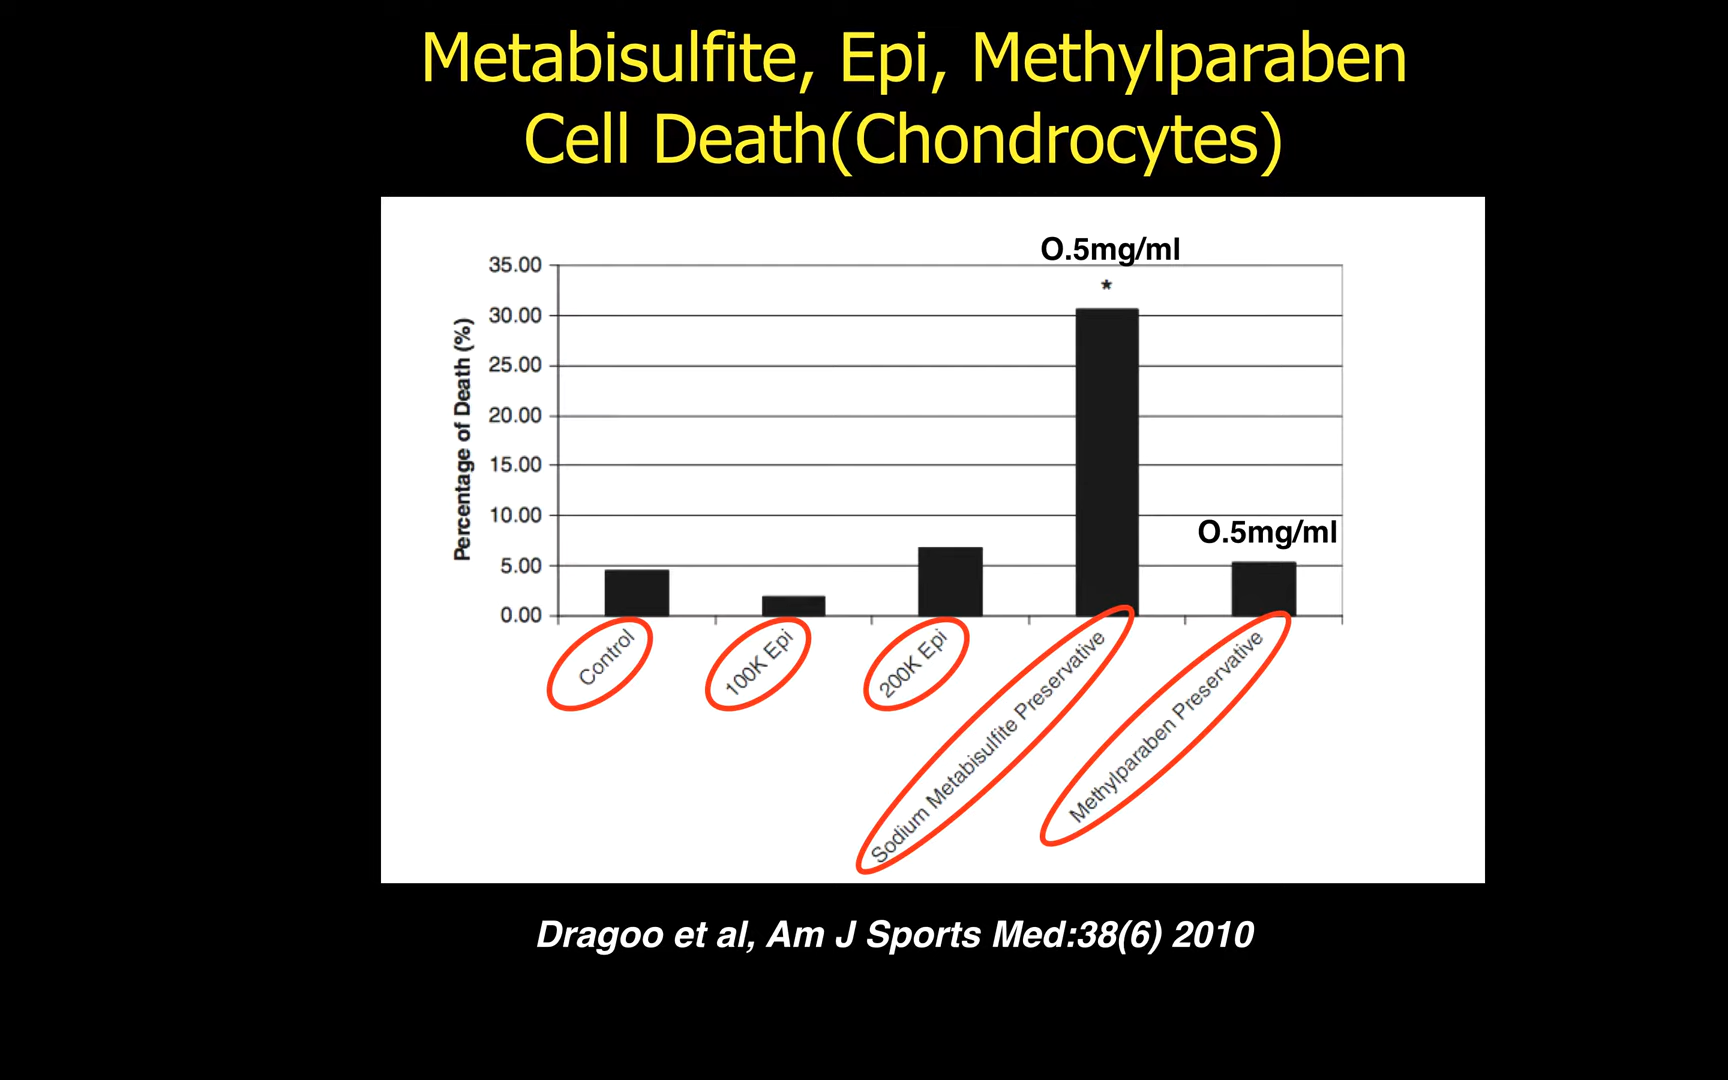 Metabisulfite, Epi, Methylparaben
Cell Death(Chondrocytes)
O.5mg/ml
*
35.00
30.00
25.00
20.00
15.00
10.00
5.00
0.00
Percentage of Death (%)
O.5mg/ml
Control
100K Epi
200K Epi
Sodium Metabisulfite Preservative
Methylparaben Preservative
Dragoo et al, Am J Sports Med:38(6) 2010